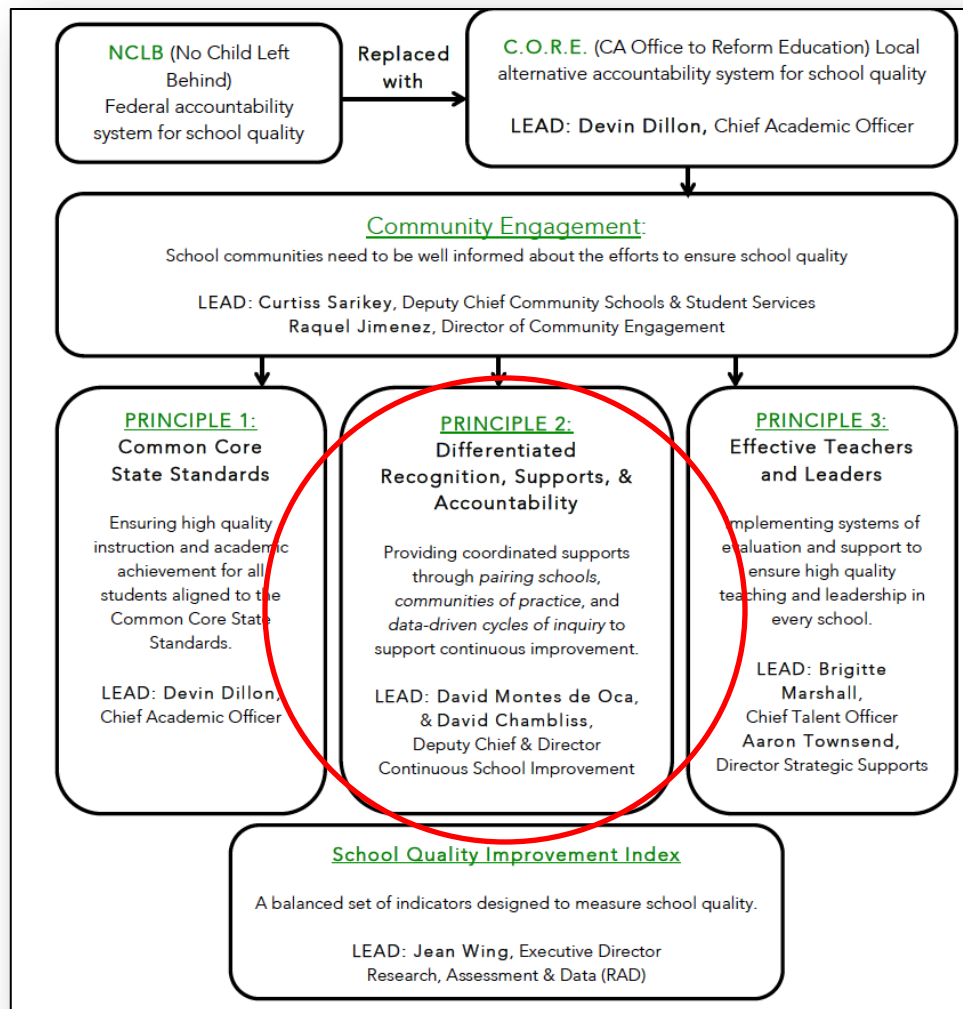 NCLB (No Child Left
Behind)
Federal accountability
system for school quality
Replaced
with
C.O.R.E. (CA Office to Reform Education) Local
alternative accountability system for school quality
LEAD: Devin Dillon, Chief Academic Officer
Community Engagement:
School communities need to be well informed about the efforts to ensure school quality
LEAD: Curtiss Sarikey, Deputy Chief Community Schools & Student Services
Raquel Jimenez, Director of Community Engagement
PRINCIPLE 1:
Common Core
State Standards
Ensuring high quality
instruction and academic
achievement for all
students aligned to the
Common Core State
Standards.
LEAD: Devin Dillon,
Chief Academic Officer
PRINCIPLE 2:
Differentiated
Recognition, Supports, &
Accountability
Providing coordinated supports
through pairing schools,
communities of practice, and
data-driven cycles of inquiry to
support continuous improvement.
LEAD: David Montes de Oca,
& David Chambliss,
Deputy Chief & Director
Continuous School Improvement
PRINCIPLE 3:
Effective Teachers
and Leaders
Implementing systems of
evaluation and support to
ensure high quality
teaching and leadership in
every school.
LEAD: Brigitte
Marshall,
Chief Talent Officer
Aaron Townsend,
Director Strategic Supports
School Quality Improvement Index
A balanced set of indicators designed to measure school quality.
LEAD: Jean Wing, Executive Director
Research, Assessment & Data (RAD)